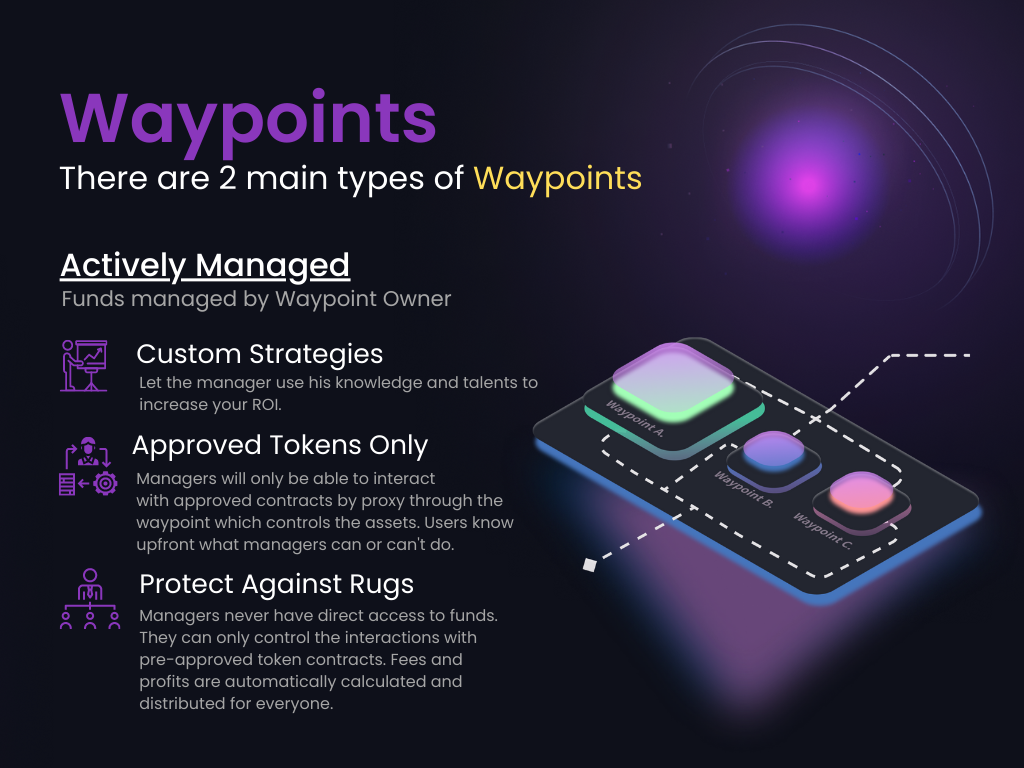 Waypoints
There are 2 main types of Waypoints
Actively Managed
Funds managed by Waypoint Owner
Custom Strategies
Let the manager use his knowledge and talents to
increase your ROI.
Approved Tokens Only
Managers will only be able to interact
with approved contracts by proxy through the
waypoint which controls the assets. Users know
upfront what managers can or can't do.
Protect Against Rugs
Managers never have direct access to funds.
They can only control the interactions with
pre-approved token contracts. Fees and
profits are automatically calculated and
distributed for everyone.
Waypoint A.
Waypoint B.
Waypoint C.